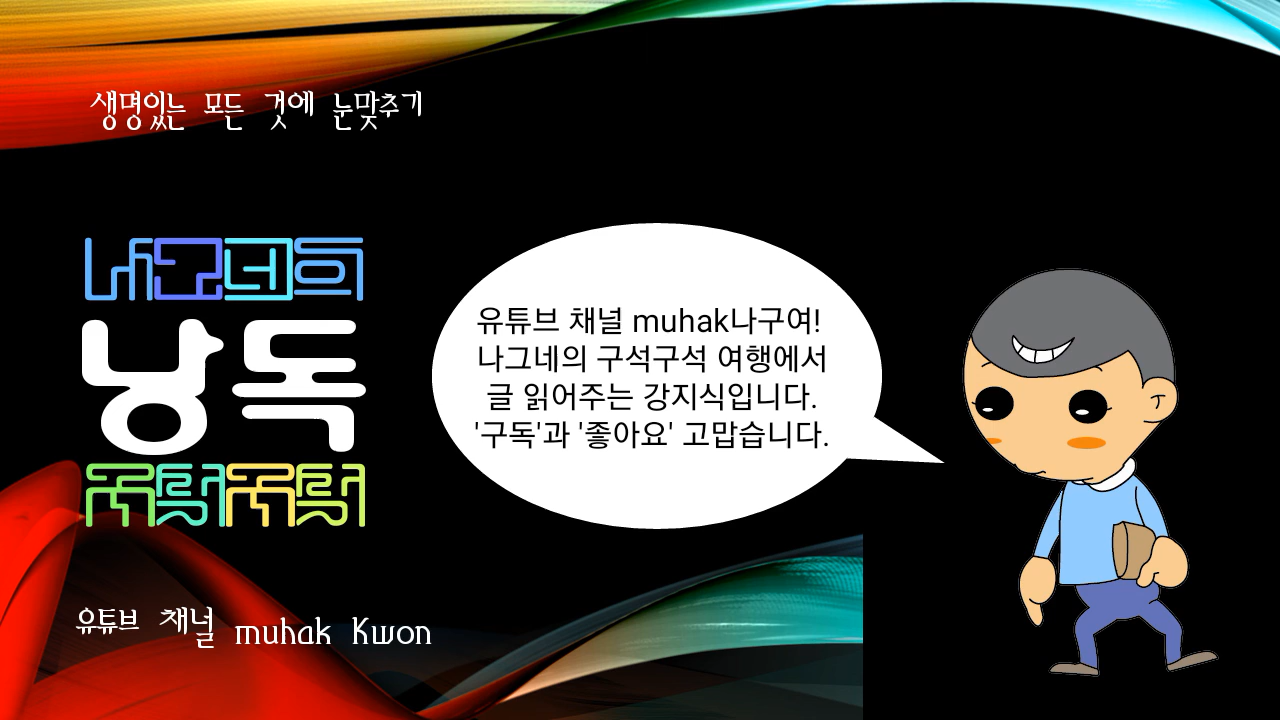 생명있는 모든 것에 눈맞추기
나그네의
낭독
구석구석
유튜브 채널 muhak나구여!
나그네의 구석구석 여행에서
글 읽어주는 강지식입니다.
'구독'과 '좋아요' 고맙습니다.
유튜브 채널 muhak Kwon